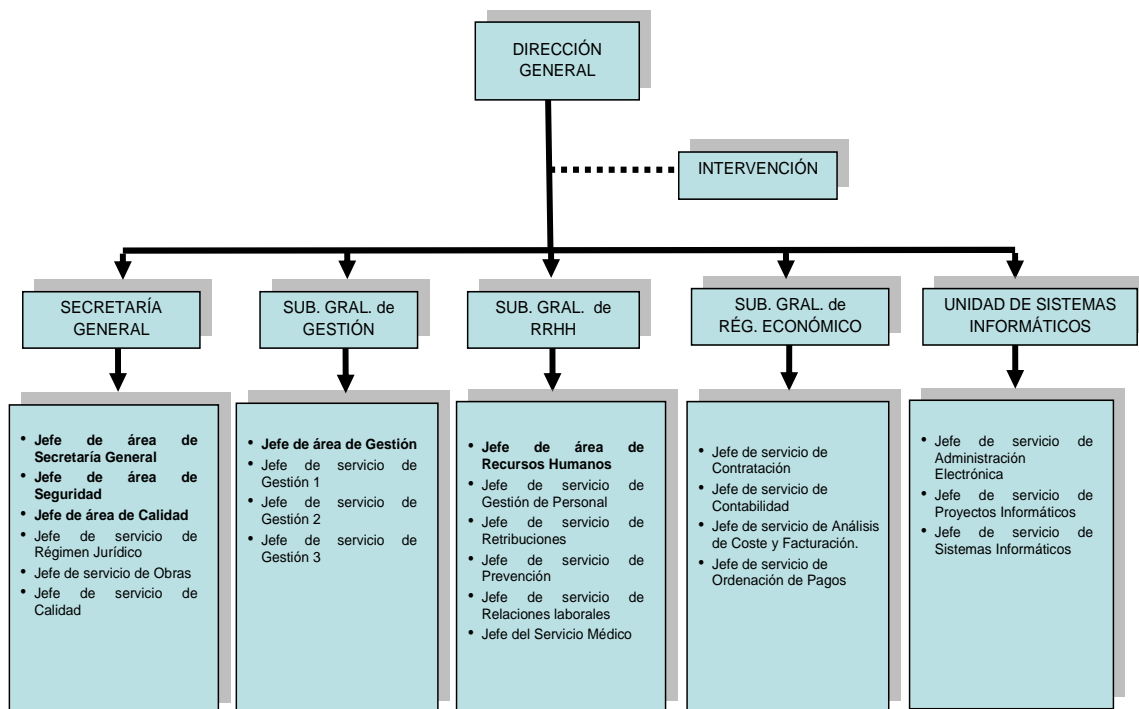 DIRECCIÓN
GENERAL
INTERVENCIÓN
SECRETARÍA
GENERAL
SUB. GRAL. de
GESTIÓN
SUB. GRAL. de
RRHH
SUB. GRAL. de
RÉG. ECONÓMICO
UNIDAD DE SISTEMAS
INFORMÁTICOS
• Jefe de área de
Secretaría General
• Jefe de área de
Seguridad
• Jefe de área de Calidad
• Jefe de servicio de
Régimen Jurídico
• Jefe de servicio de Obras
• Jefe de servicio de
Calidad
• Jefe de área de Gestión
• Jefe de servicio de
Gestión 1
• Jefe de servicio de
Gestión 2
• Jefe de servicio de
Gestión 3
• Jefe de área de
Recursos Humanos
• Jefe de servicio de
Gestión de Personal
• Jefe de servicio de
Retribuciones
• Jefe de servicio de
Prevención
• Jefe de servicio de
Relaciones laborales
• Jefe del Servicio Médico
• Jefe de servicio de
Contratación
• Jefe de servicio de
Contabilidad
• Jefe de servicio de Análisis
de Coste y Facturación.
• Jefe de servicio de
Ordenación de Pagos
• Jefe de servicio de
Administración
Electrónica
• Jefe de servicio de
Proyectos Informáticos
• Jefe de servicio de
Sistemas Informáticos